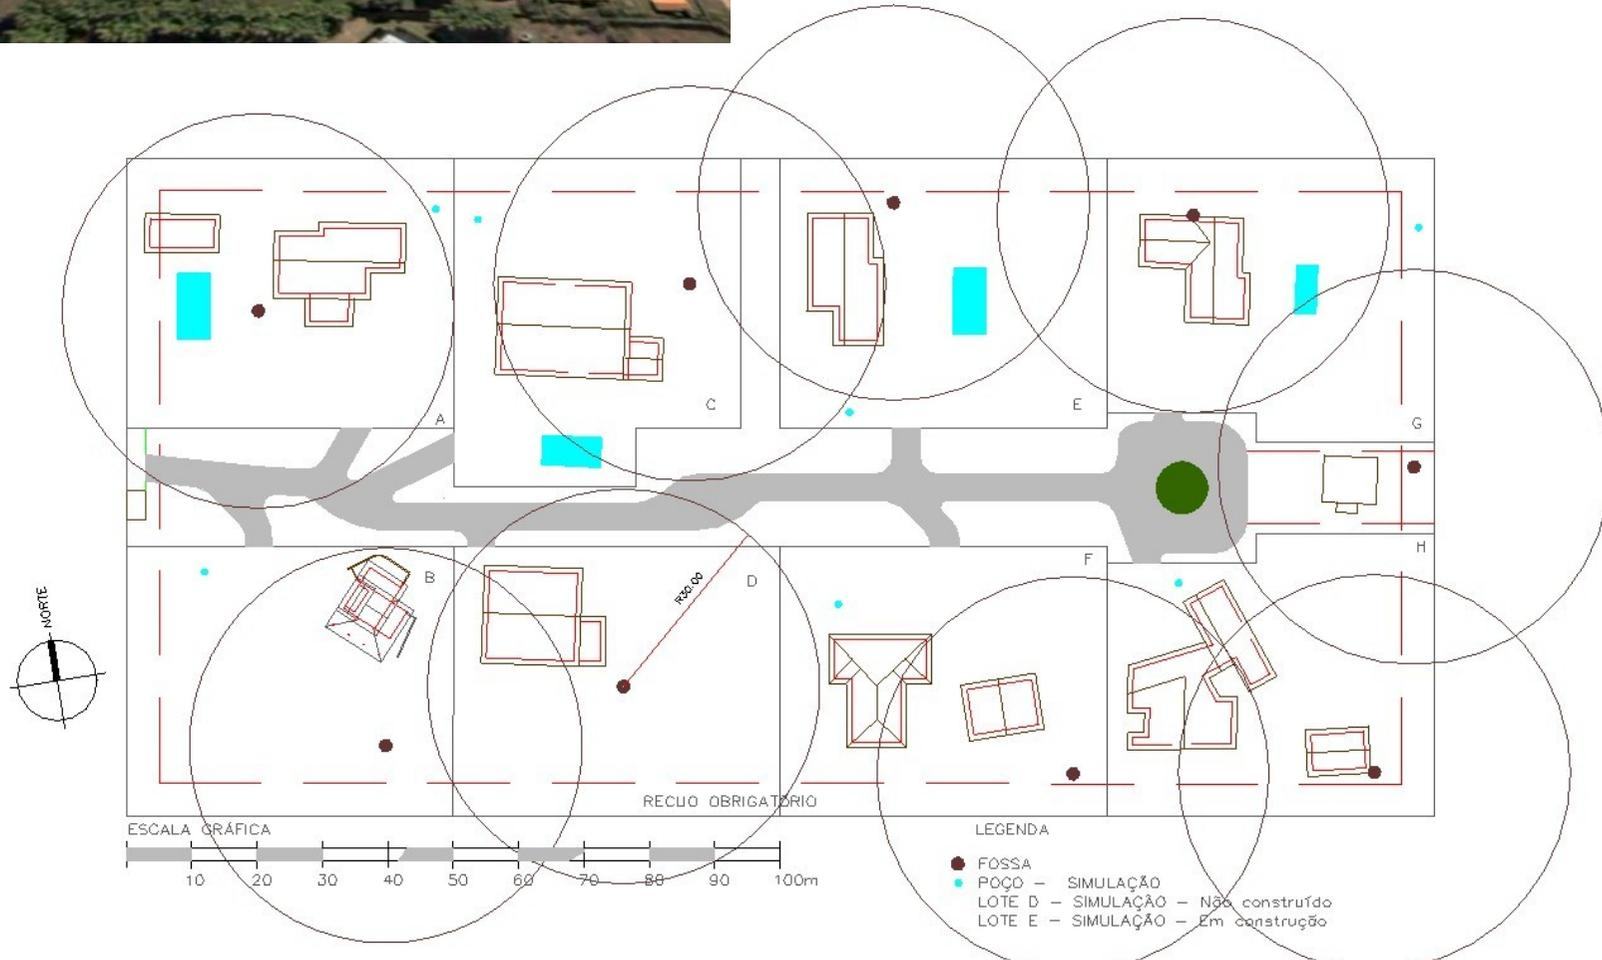 C
E
A
G
H
F
B
D
R30.00
NORTE
RECUO OBRIGATÓRIO
ESCALA GRÁFICA
10 20 30 40 50 60 70 80 90 100m
LEGENDA
FOSSA
POÇO – SIMULAÇÃO
LOTE D – SIMULAÇÃO – Não construído
LOTE E – SIMULAÇÃO – Em construção